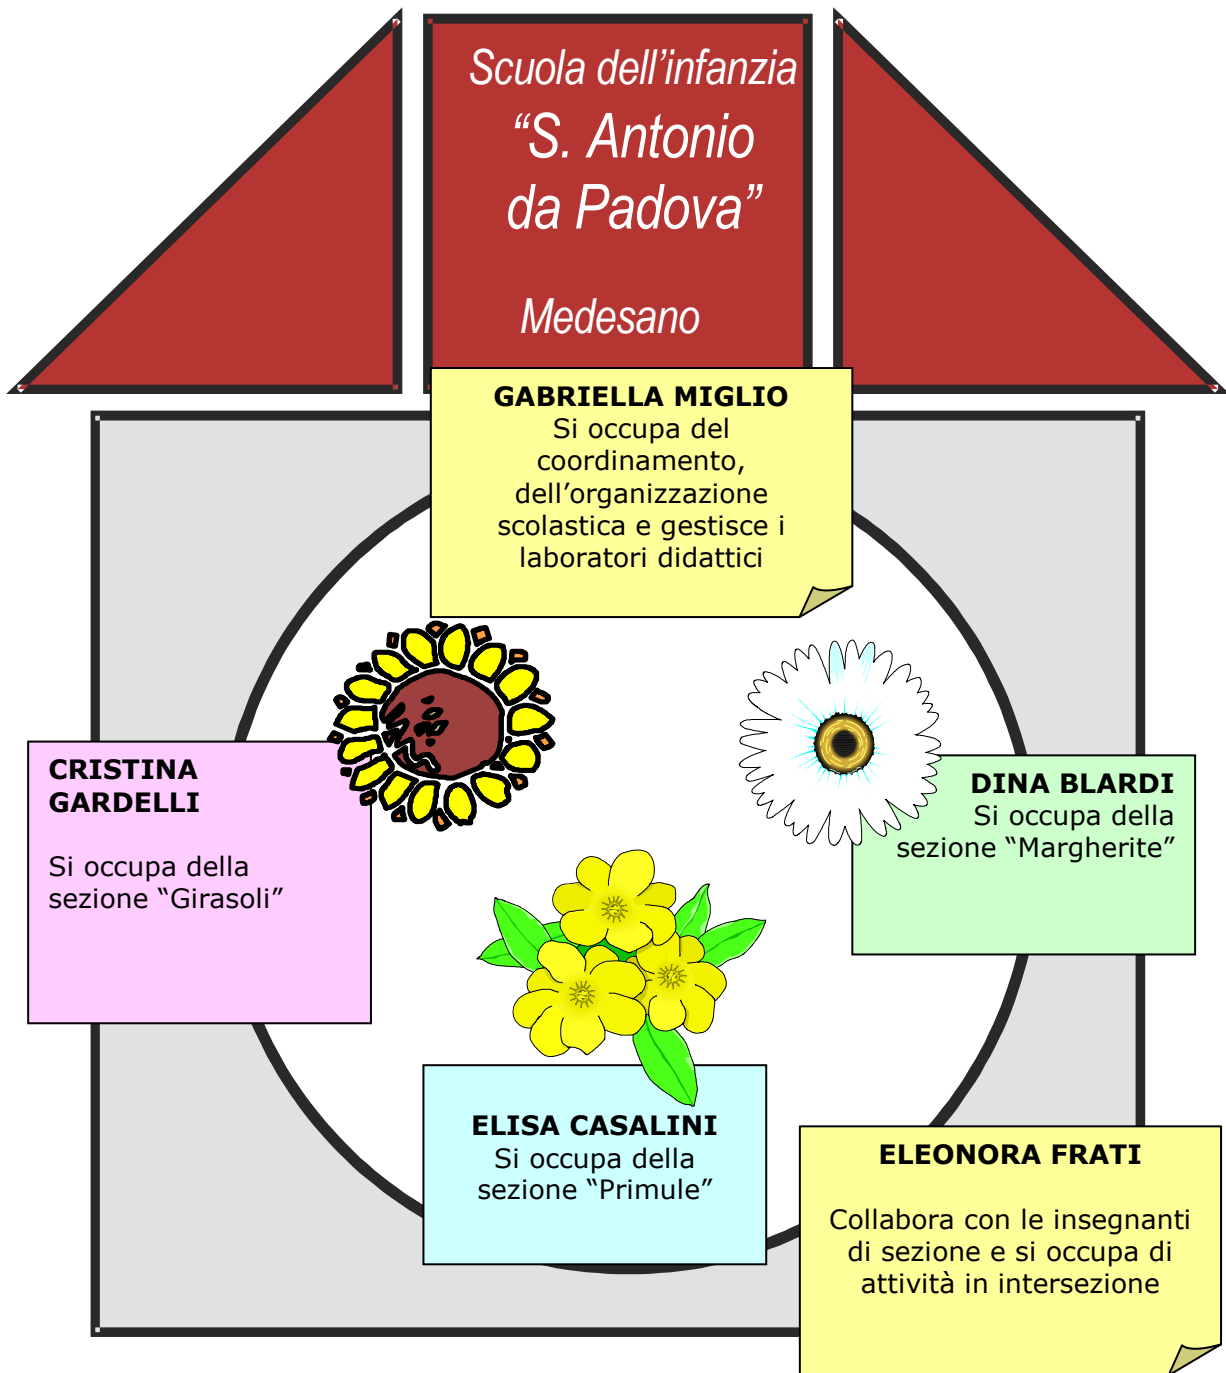 Scuola dell’infanzia
“S. Antonio
da Padova”
Medesano
GABRIELLA MIGLIO
Si occupa del
coordinamento,
dell’organizzazione
scolastica e gestisce i
laboratori didattici
CRISTINA
GARDELLI
Si occupa della
sezione “Girasoli”
DINA BLARDI
Si occupa della
sezione “Margherite”
ELISA CASALINI
Si occupa della
sezione “Primule”
ELEONORA FRATI
Collabora con le insegnanti
di sezione e si occupa di
attività in intersezione